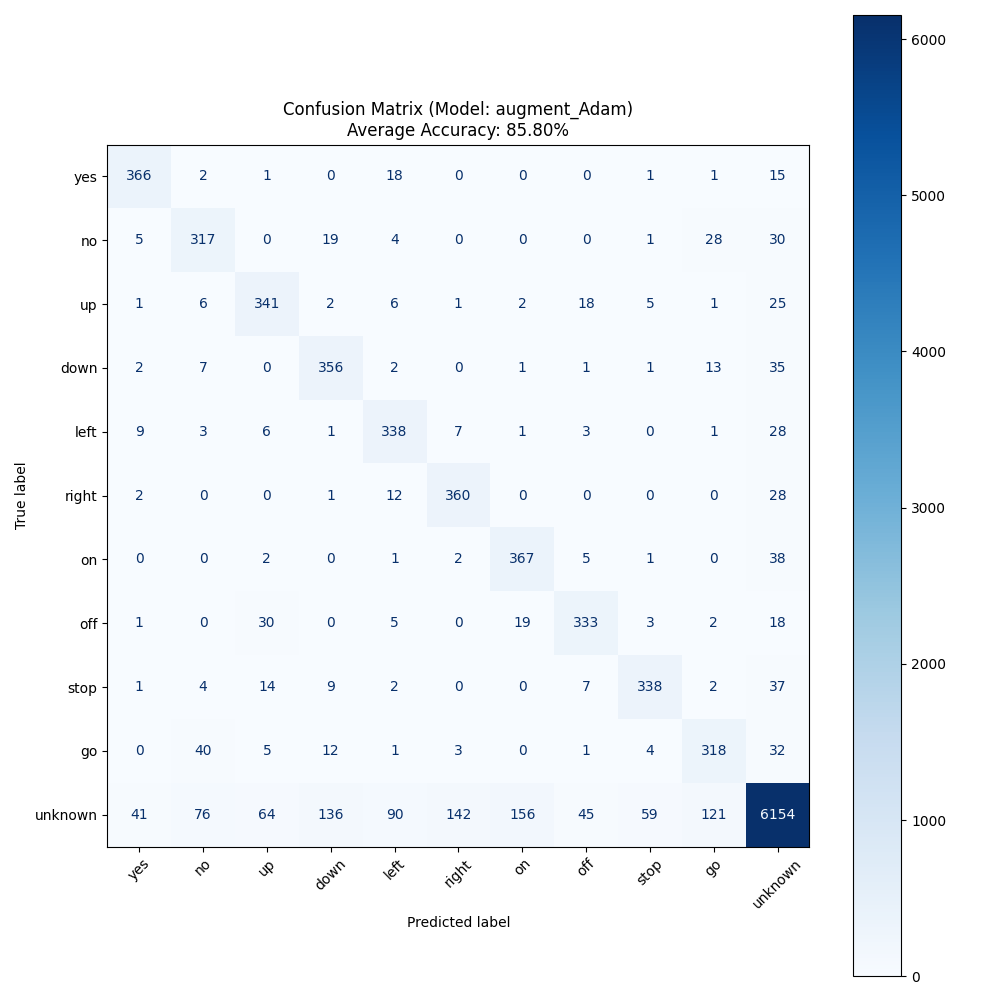 Confusion Matrix (Model: augment_Adam)
Average Accuracy: 85.80%
yes 366 2 1 0 18 0 0 0 1 1 15
no 5 317 0 19 4 0 0 0 1 28 30
up 1 6 341 2 6 1 2 18 5 1 25
down 2 7 0 356 2 0 1 1 1 13 35
left 9 3 6 1 338 7 1 3 0 1 28
right 2 0 0 1 12 360 0 0 0 0 28
on 0 0 2 0 1 2 367 5 1 0 38
off 1 0 30 0 5 0 19 333 3 2 18
stop 1 4 14 9 2 0 0 7 338 2 37
go 0 40 5 12 1 3 0 1 4 318 32
unknown 41 76 64 136 90 142 156 45 59 121 6154
yes no up down left right on off stop go unknown
Predicted label
True label
6000
5000
4000
3000
2000
1000
0